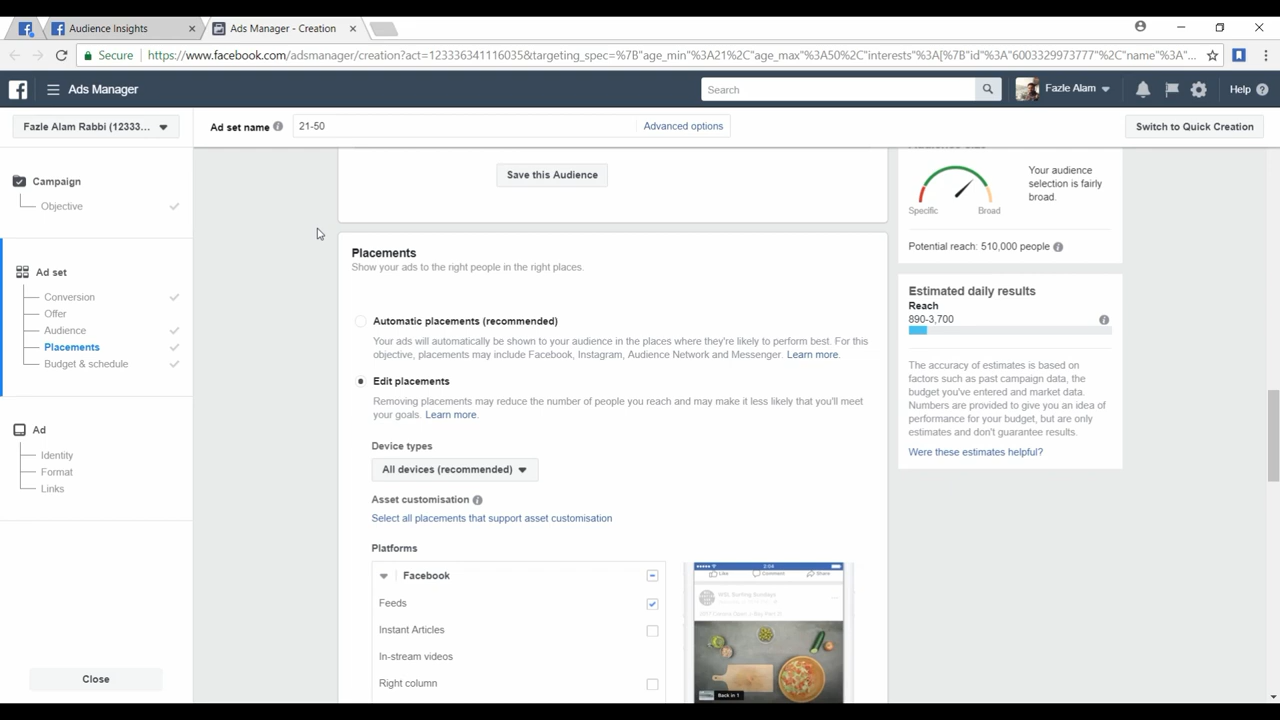 Audience Insights
Ads Manager - Creation
Secure
https://www.facebook.com/adsmanager/creation?act=1233363411116035&targeting_spec=%7B"age_min"%3A21%2C"age_max"%3A50%2C"interests"%3A[%7B"id"%3A"6003329973777"%2C"name"%3A"...
Ads Manager
Search
Fazle Alam
Help
Fazle Alam Rabbi (12333...
Ad set name
21-50
Advanced options
Switch to Quick Creation
Campaign
Objective
Ad set
Conversion
Offer
Audience
Placements
Budget & schedule
Ad
Identity
Format
Links
Close
Save this Audience
Placements
Show your ads to the right people in the right places.
Automatic placements (recommended)
Your ads will automatically be shown to your audience in the places where they're likely to perform best. For this
objective, placements may include Facebook, Instagram, Audience Network and Messenger. Learn more.
Edit placements
Removing placements may reduce the number of people you reach and may make it less likely that you'll meet
your goals. Learn more.
Device types
All devices (recommended)
Asset customisation
Select all placements that support asset customisation
Platforms
Facebook
Feeds
Instant Articles
In-stream videos
Right column
2:04
Like
Comment
Share
WSL Surfing Sundays
Back in 1
Your audience
selection is fairly
broad.
Specific
Broad
Potential reach: 510,000 people
Estimated daily results
Reach
890-3,700
The accuracy of estimates is based on
factors such as past campaign data, the
budget you've entered and market data.
Numbers are provided to give you an idea of
performance for your budget, but are only
estimates and don't guarantee results.
Were these estimates helpful?